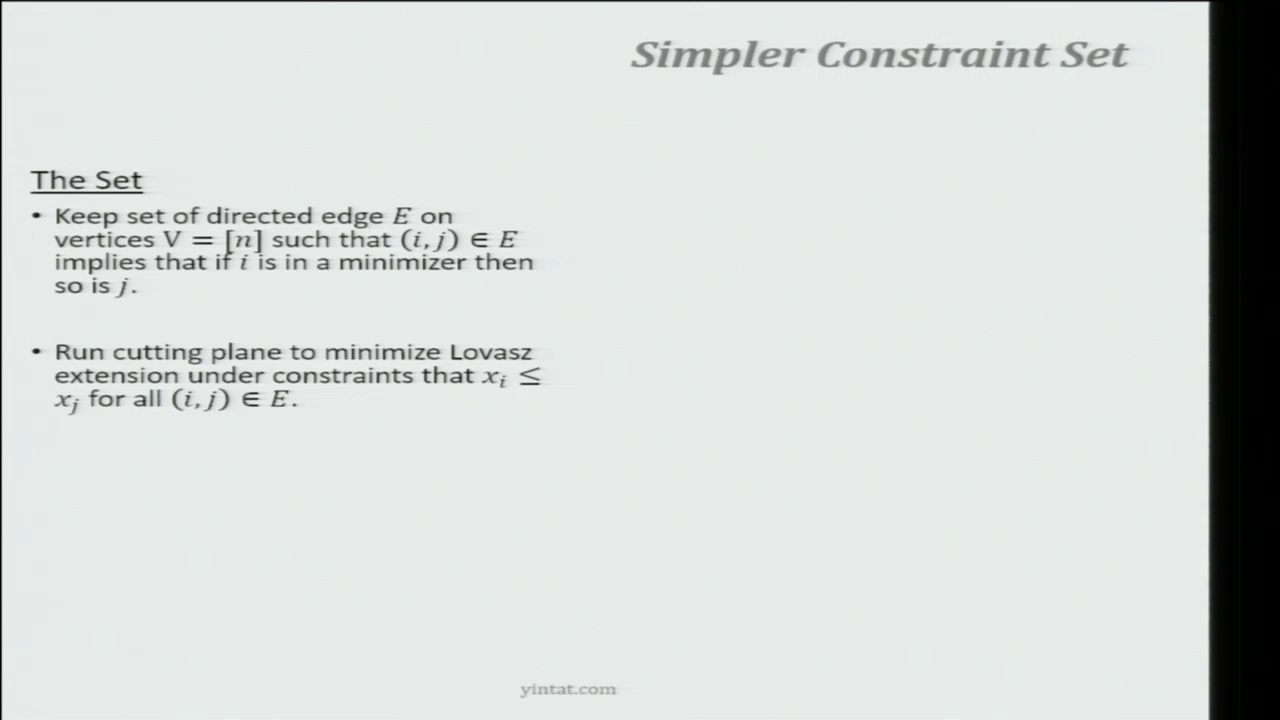 Simpler Constraint Set
The Set
• Keep set of directed edge E on
vertices V = [n] such that (i, j) ∈ E
implies that if i is in a minimizer then
so is j.
• Run cutting plane to minimize Lovasz
extension under constraints that xᵢ ≤
xⱼ for all (i, j) ∈ E.
yintat.com